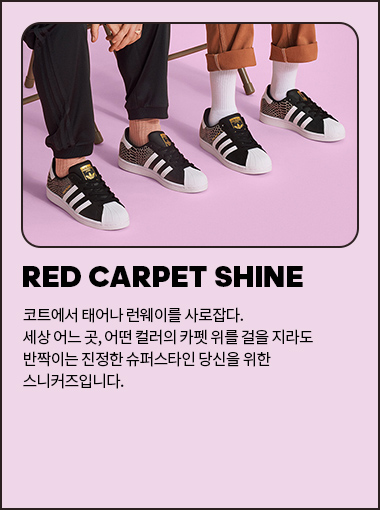 RED CARPET SHINE
코트에서 태어나 런웨이를 사로잡다.
세상 어느 곳, 어떤 컬러의 카펫 위를 걸을 지라도
반짝이는 진정한 슈퍼스타인 당신을 위한
스니커즈입니다.